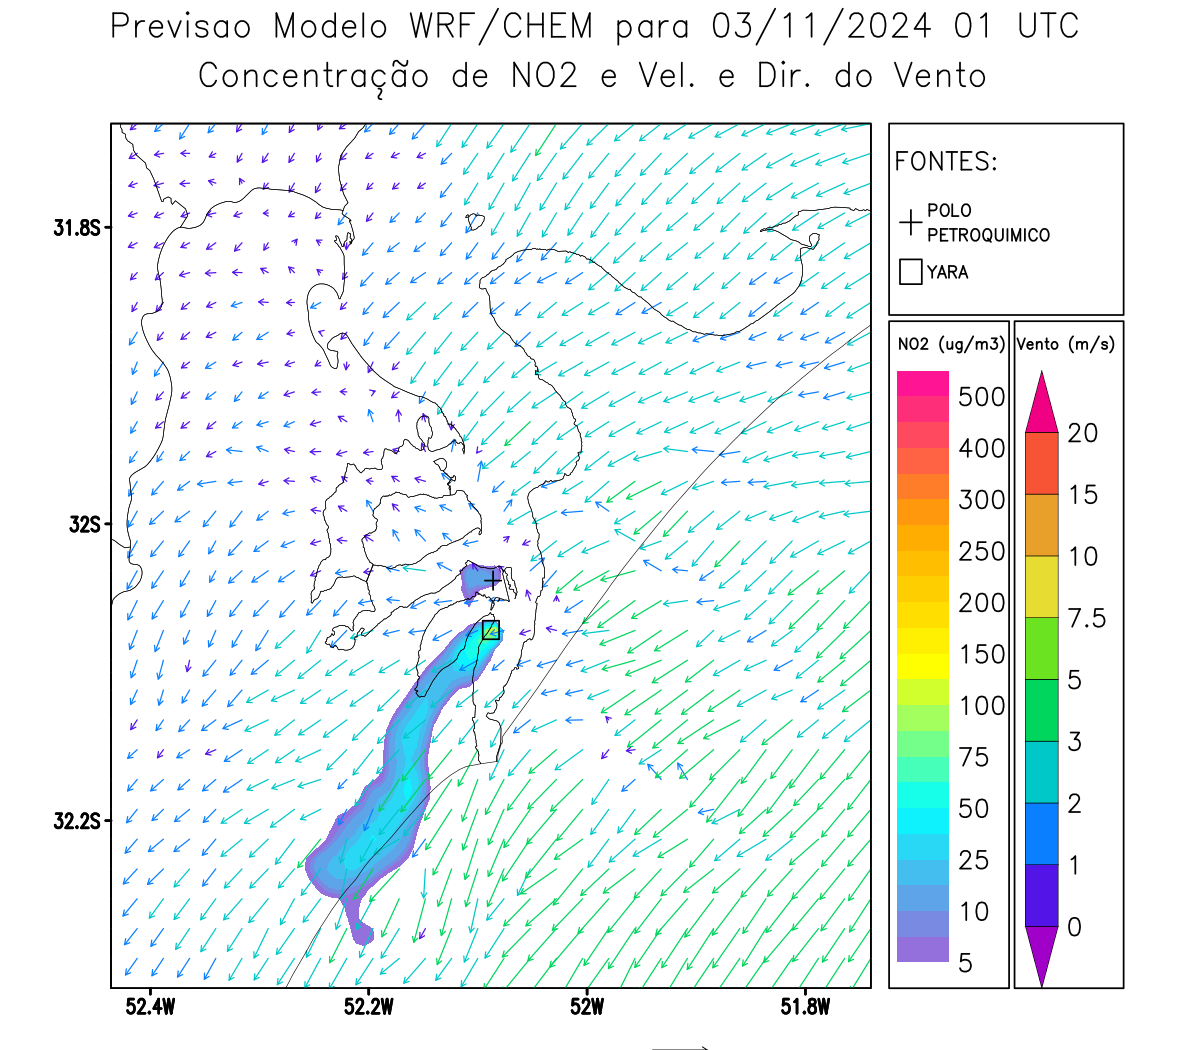 Previsao Modelo WRF/CHEM para 03/11/2024 01 UTC
Concentração de NO2 e Vel. e Dir. do Vento
FONTES:
POLO
PETROQUIMICO
YARA
NO2 (ug/m3)
500
400
300
250
200
150
100
75
50
25
10
5
Vento (m/s)
20
15
10
7.5
5
3
2
1
0
31.8S
32S
32.2S
52.4W
52.2W
52W
51.8W